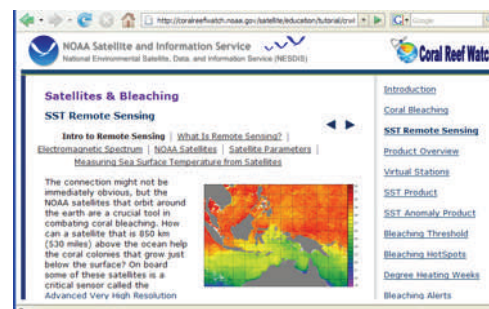 http://coralreefwatch.noaa.gov/satellite/education/tutorial/crwl
Google
NOAA Satellite and Information Service
National Environmental Satellite, Data, and Information Service (NESDIS)
Coral Reef Watc
Satellites & Bleaching
SST Remote Sensing
Intro to Remote Sensing | What Is Remote Sensing? |
Electromagnetic Spectrum | NOAA Satellites | Satellite Parameters |
Measuring Sea Surface Temperature from Satellites
The connection might not be
immediately obvious, but the
NOAA satellites that orbit around
the earth are a crucial tool in
combating coral bleaching. How
can a satellite that is 850 km
(530 miles) above the ocean help
the coral colonies that grow just
below the surface? On board
some of these satellites is a
critical sensor called the
Advanced Very High Resolution
Introduction
Coral Bleaching
SST Remote Sensing
Product Overview
Virtual Stations
SST Product
SST Anomaly Product
Bleaching Threshold
Bleaching HotSpots
Degree Heating Weeks
Bleaching Alerts